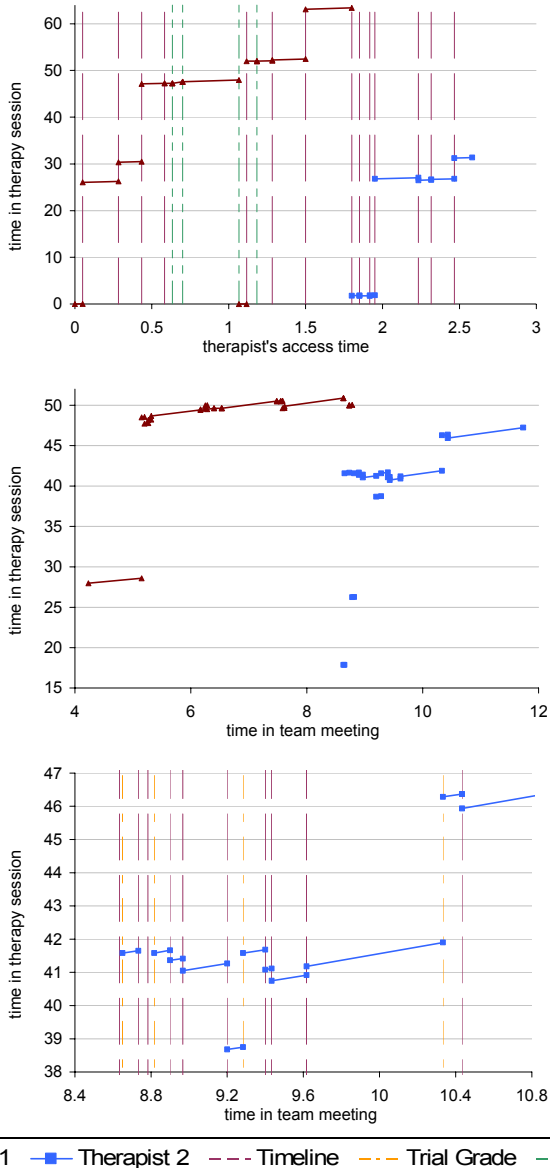 60
50
40
30
20
10
0
0 0.5 1 1.5 2 2.5 3
time in therapy session
therapist's access time
50
45
40
35
30
25
20
15
4 6 8 10 12
time in therapy session
time in team meeting
47
46
45
44
43
42
41
40
39
38
8.4 8.8 9.2 9.6 10 10.4 10.8
time in therapy session
time in team meeting
1 Therapist 2 Timeline Trial Grade